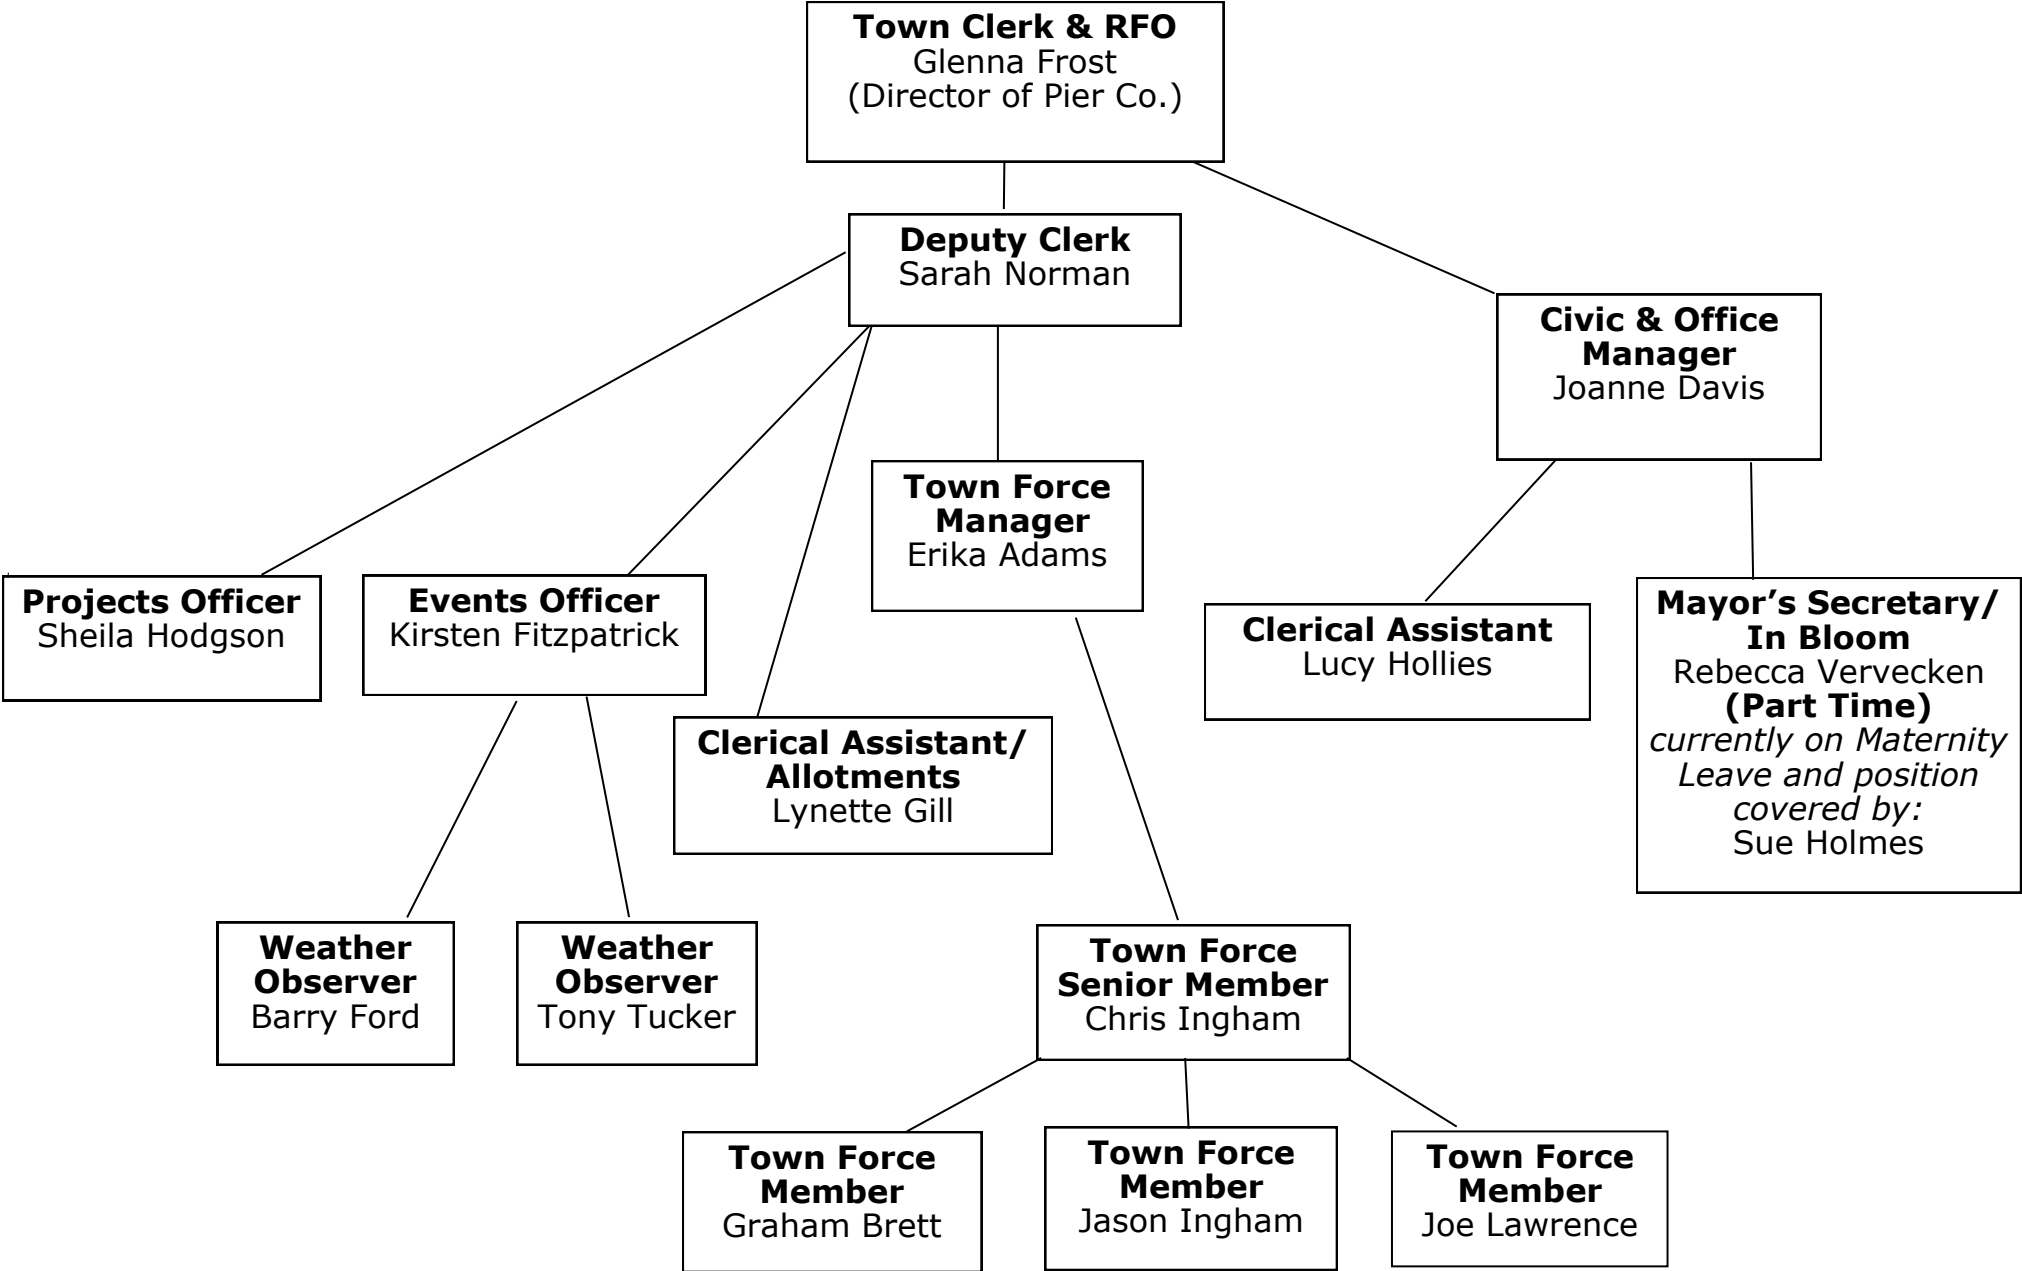 Town Clerk & RFO
Glenna Frost
(Director of Pier Co.)
Deputy Clerk
Sarah Norman
Civic & Office
Manager
Joanne Davis
Town Force
Manager
Erika Adams
Projects Officer
Sheila Hodgson
Events Officer
Kirsten Fitzpatrick
Clerical Assistant/
Allotments
Lynette Gill
Clerical Assistant
Lucy Hollies
Mayor’s Secretary/
In Bloom
Rebecca Vervecken
(Part Time)
currently on Maternity
Leave and position
covered by:
Sue Holmes
Weather
Observer
Barry Ford
Weather
Observer
Tony Tucker
Town Force
Senior Member
Chris Ingham
Town Force
Member
Graham Brett
Town Force
Member
Jason Ingham
Town Force
Member
Joe Lawrence